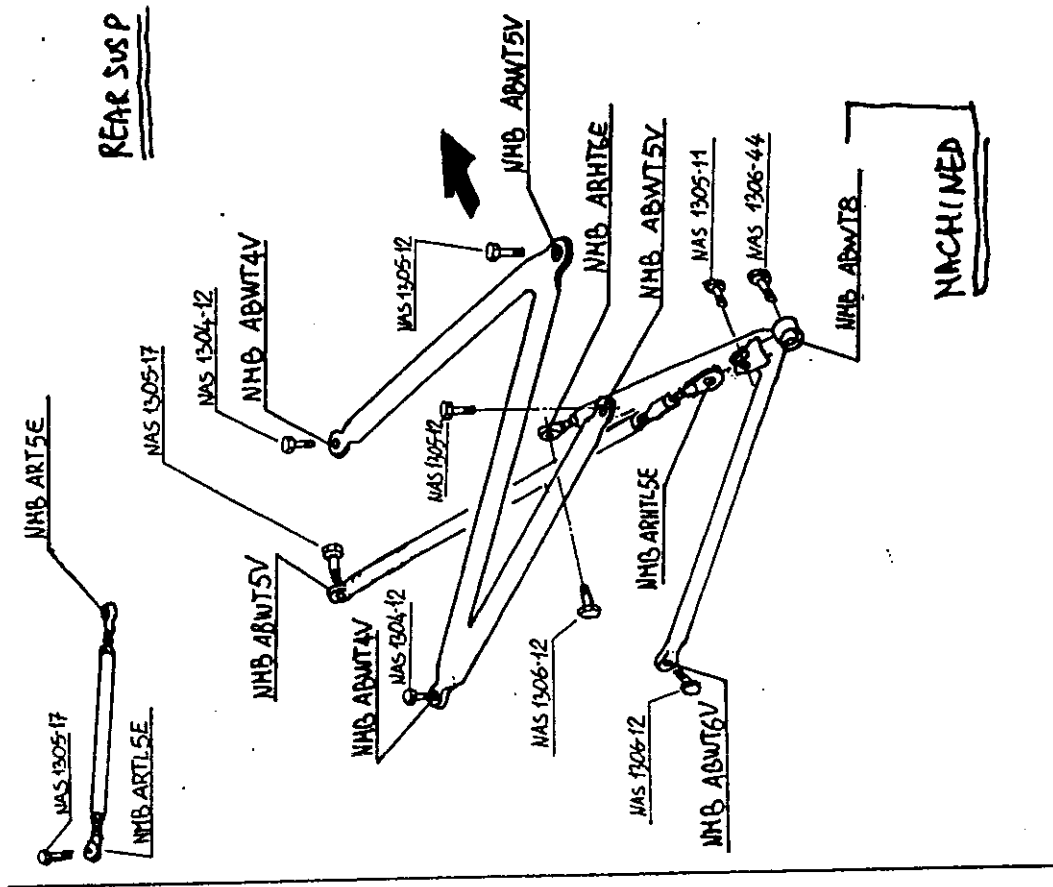 REAR SUSP
NMB ART5E
NAS 1305-17
NMB ARTL5E
NAS 1305-17
NAS 1304-12
NMB ABWT4V
NAS 1305-12
NMB ABWT5V
NMB ABWT5V
NMB ABWT4V
NAS 1304-12
NAS 1305-12
NMB ARHT6E
NMB ABWT5V
NAS 1306-12
NMB ARHTL5E
NAS 1305-11
NAS 1306-44
NMB ABWT8
NAS 1306-12
NMB ABWT6V
MACHINED